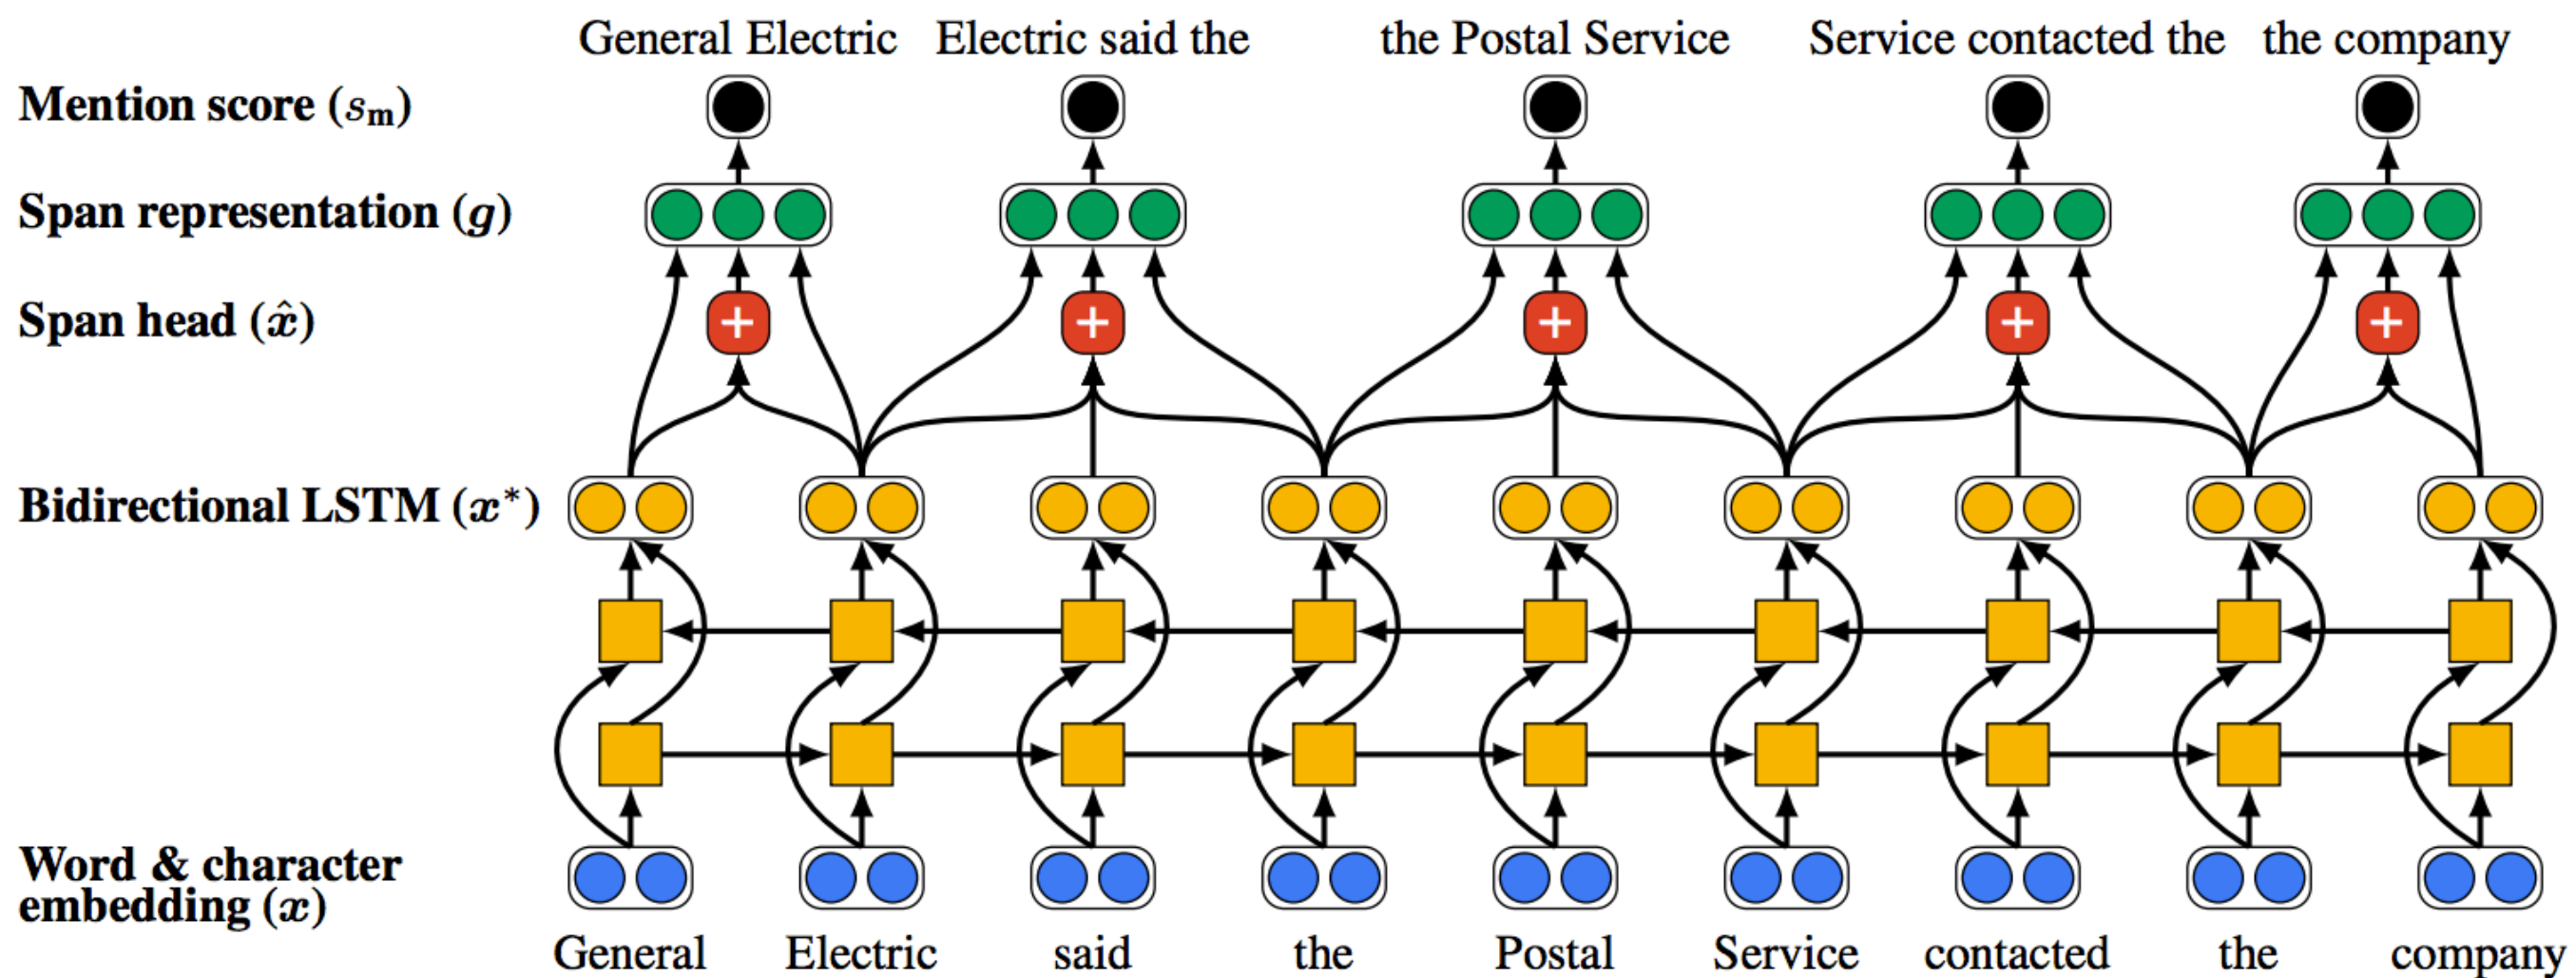 General Electric Electric said the the Postal Service Service contacted the the company
Mention score (sₘ)
Span representation (g)
+ + + + +
Span head (x̂)
Bidirectional LSTM (x*)
Word & character
embedding (x)
General Electric said the Postal Service contacted the company